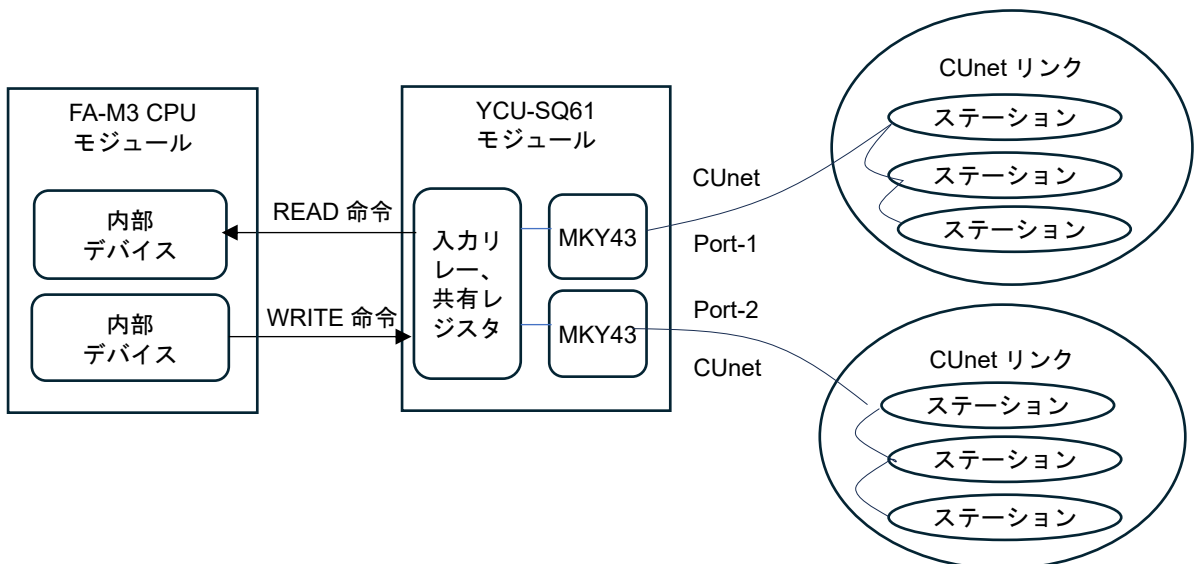 FA-M3 CPU
モジュール
内部
デバイス
内部
デバイス
READ 命令
WRITE 命令
YCU-SQ61
モジュール
入力リ
レー、
共有レ
ジスタ
MKY43
MKY43
CUnet
Port-1
Port-2
CUnet
CUnet リンク
ステーション
ステーション
ステーション
CUnet リンク
ステーション
ステーション
ステーション